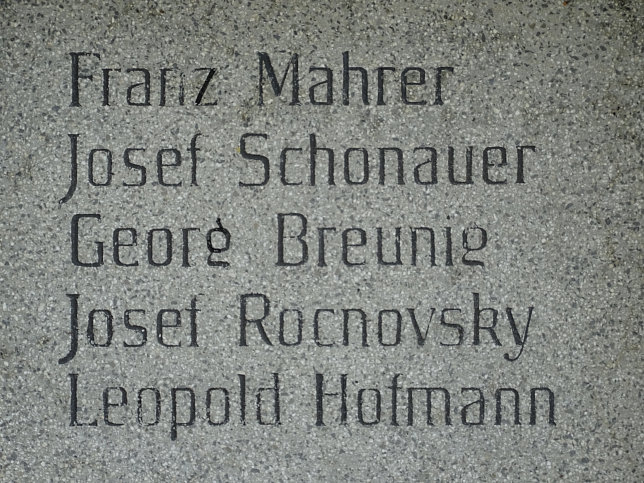 Franz Mahrer
Josef Schonauer
Georg Breunig
Josef Rocnovsky
Leopold Hofmann